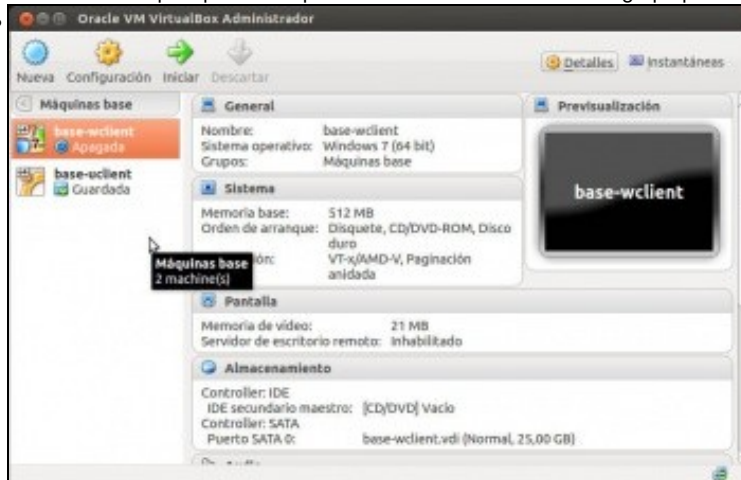 Oracle VM VirtualBox Administrador
Nueva Configuración Iniciar Descartar
Detalles Instantáneas
Máquinas base
base-wclient
Apagada
base-uclient
Guardada
Máquinas base
2 machine(s)
General
Nombre: base-wclient
Sistema operativo: Windows 7 (64 bit)
Grupos: Máquinas base
Sistema
Memoria base: 512 MB
Orden de arranque: Disquete, CD/DVD-ROM, Disco
duro
VT-x/AMD-V, Paginación
anidada
Previsualización
base-wclient
Pantalla
Memoria de vídeo: 21 MB
Servidor de escritorio remoto: Inhabilitado
Almacenamiento
Controller: IDE
IDE secundario maestro: [CD/DVD] Vacío
Controller: SATA
Puerto SATA 0: base-wclient.vdi (Normal, 25,00 GB)